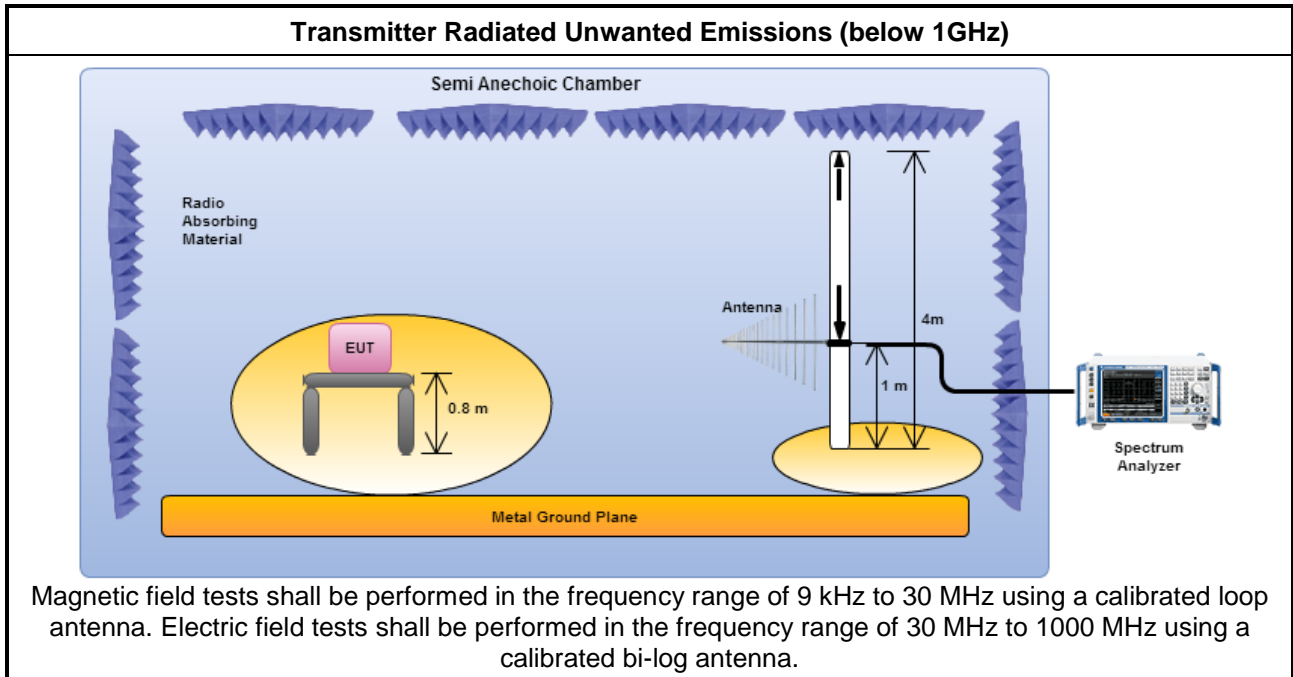 Transmitter Radiated Unwanted Emissions (below 1GHz)
Semi Anechoic Chamber
Radio
Absorbing
Material
Antenna
4m
EUT
1 m
0.8 m
Spectrum
Analyzer
Metal Ground Plane
Magnetic field tests shall be performed in the frequency range of 9 kHz to 30 MHz using a calibrated loop
antenna. Electric field tests shall be performed in the frequency range of 30 MHz to 1000 MHz using a
calibrated bi-log antenna.